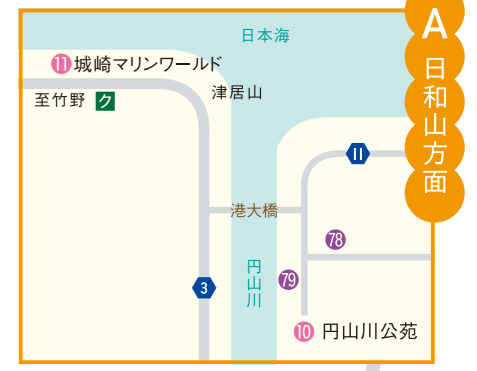 A
日和山方面
日本海
⑪城崎マリンワールド
至竹野 ク
津居山
11
港大橋
78
円山川
79
3
⑩ 円山川公苑